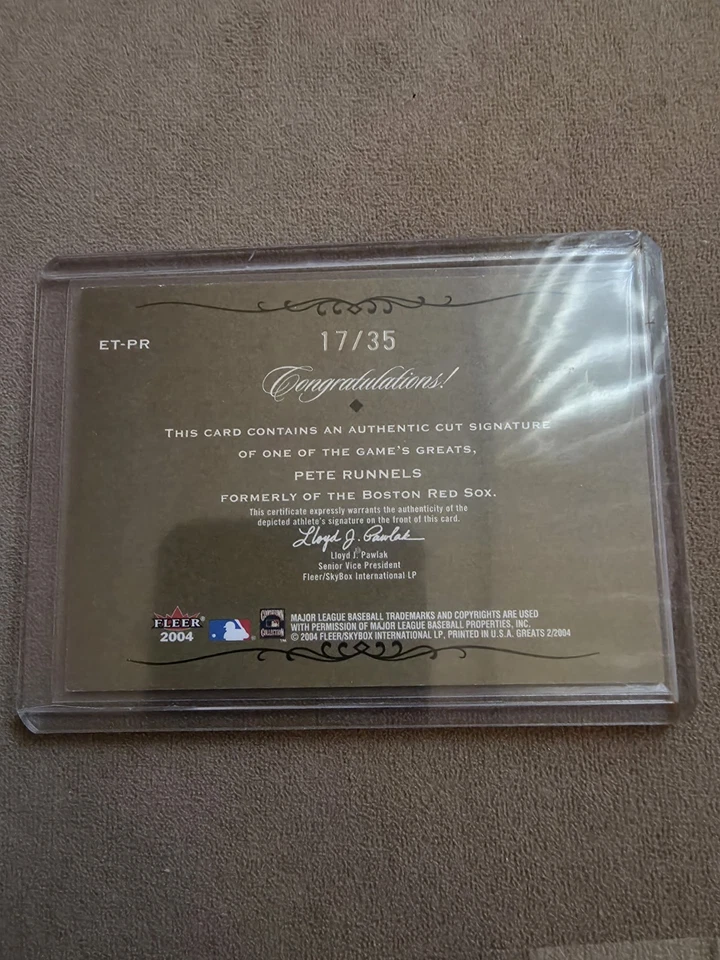 ET-PR
17/35
Congratulations!
THIS CARD CONTAINS AN AUTHENTIC CUT SIGNATURE
OF ONE OF THE GAME'S GREATS,
PETE RUNNELS
FORMERLY OF THE BOSTON RED SOX.
This certificate expressly warrants the authenticity of the
depicted athlete's signature on the front of this card.
Lloyd J. Pawlak
Lloyd J. Pawlak
Senior Vice President
Fleer/SkyBox International LP
FLEER®
2004
COOPERSTOWN
COLLECTION
MAJOR LEAGUE BASEBALL TRADEMARKS AND COPYRIGHTS ARE USED
WITH PERMISSION OF MAJOR LEAGUE BASEBALL PROPERTIES, INC.
© 2004 FLEER/SKYBOX INTERNATIONAL LP, PRINTED IN U.S.A. GREATS 2/2004